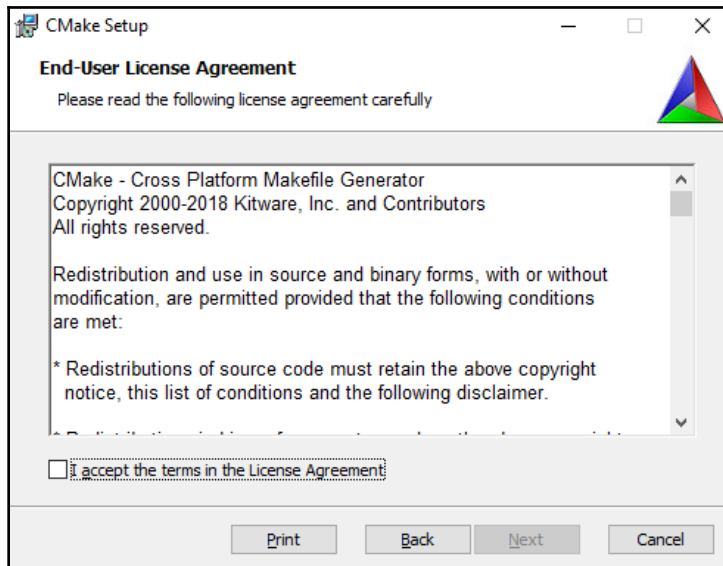 CMake Setup
End-User License Agreement
Please read the following license agreement carefully
CMake - Cross Platform Makefile Generator
Copyright 2000-2018 Kitware, Inc. and Contributors
All rights reserved.
Redistribution and use in source and binary forms, with or without
modification, are permitted provided that the following conditions
are met:
* Redistributions of source code must retain the above copyright
notice, this list of conditions and the following disclaimer.
I accept the terms in the License Agreement
Print Back Next Cancel